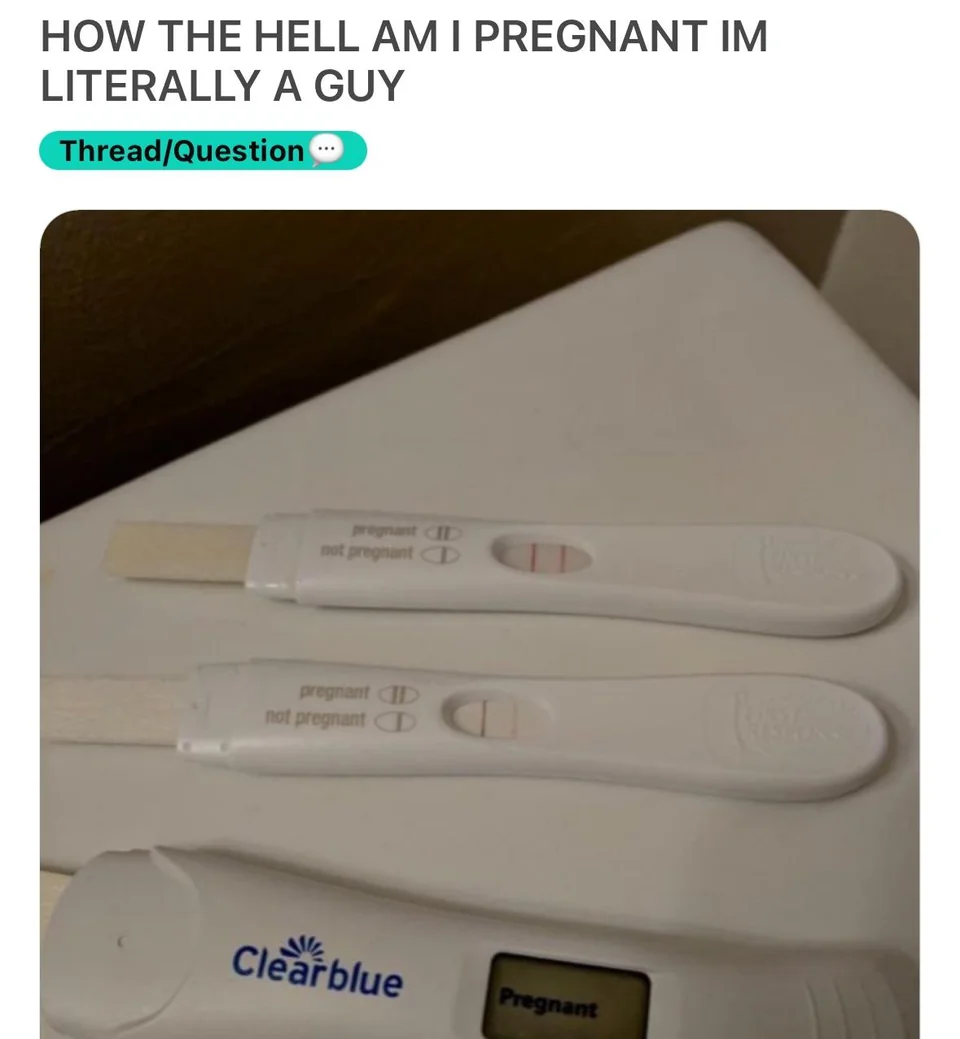 HOW THE HELL AM I PREGNANT IM
LITERALLY A GUY
Thread/Question
pregnant
not pregnant
pregnant
not pregnant
Clearblue
Pregnant